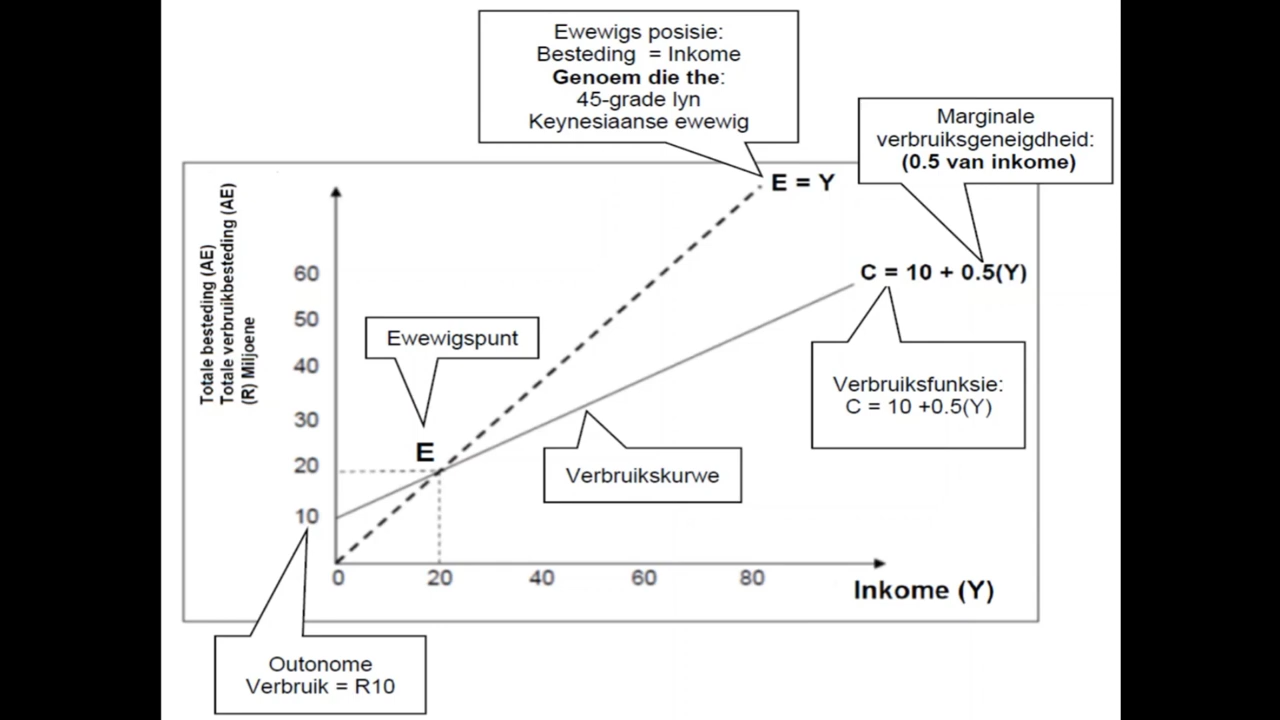 Ewewigs posisie:
Besteding = Inkome
Genoem die the:
45-grade lyn
Keynesiaanse ewewig
Marginale
verbruiksgeneigdheid:
(0.5 van inkome)
E = Y
Totale besteding (AE)
Totale verbruikbesteding (AE)
(R) Miljoene
60
50
40
30
20
10
C = 10 + 0.5(Y)
Ewewigspunt
Verbruiksfunksie:
C = 10 +0.5(Y)
E
Verbruikskurwe
0
20
40
60
80
Inkome (Y)
Outonome
Verbruik = R10